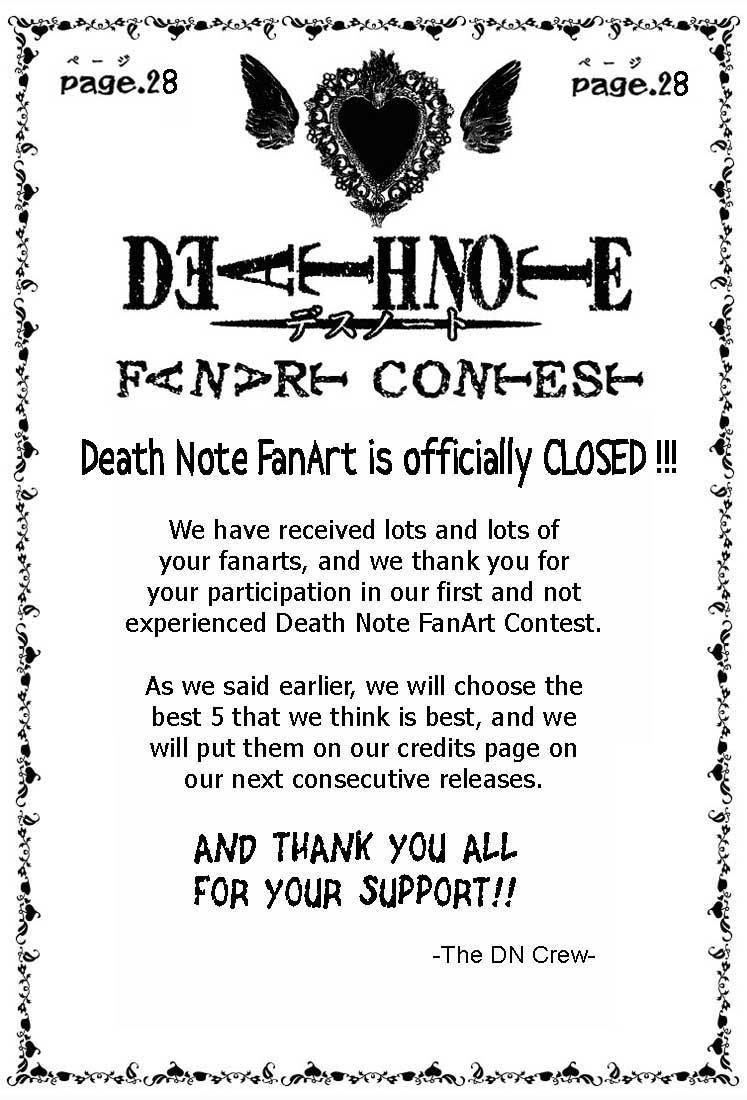 ページ ページ
page.28 page.28
DEATHNOTE
デスノート
FANART CONTEST
Death Note FanArt is officially CLOSED !!!
We have received lots and lots of
your fanarts, and we thank you for
your participation in our first and not
experienced Death Note FanArt Contest.
As we said earlier, we will choose the
best 5 that we think is best, and we
will put them on our credits page on
our next consecutive releases.
AND THANK YOU ALL
FOR YOUR SUPPORT!!
-The DN Crew-